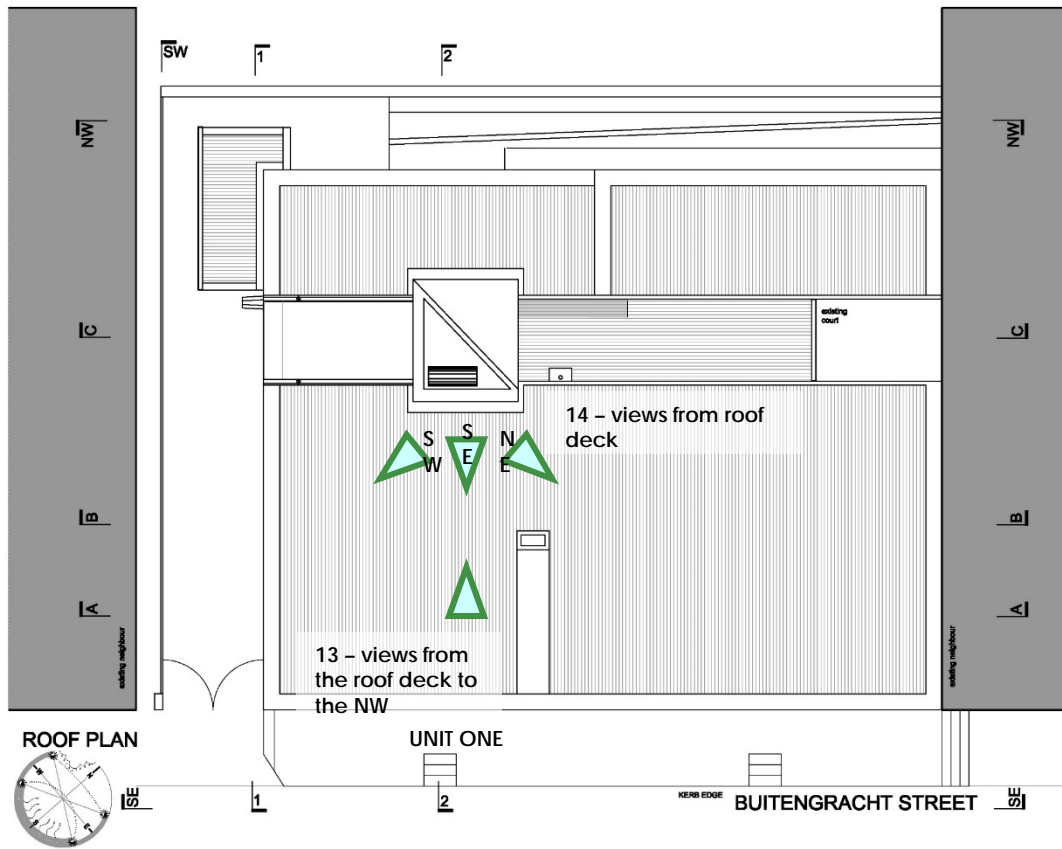 SW
1
2
NW
NW
existing
court
C
C
14 – views from roof
deck
S
W
S
E
N
E
B
B
A
A
existing neighbour
existing neighbour
13 – views from
the roof deck to
the NW
ROOF PLAN
UNIT ONE
SE
1
2
KERB EDGE
BUITENGRACHT STREET
SE